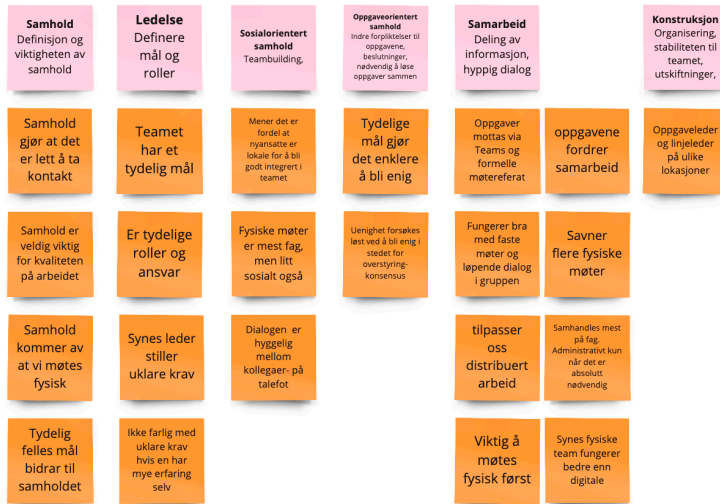 Samhold
Definisjon og
viktigheten av
samhold
Ledelse
Definere
mål og
roller
Sosialorientert
samhold
Teambuilding,
Oppgaveorientert
samhold
Indre forpliktelser til
oppgavene,
beslutninger,
nødvendig å løse
oppgaver sammen
Samarbeid
Deling av
informasjon,
hyppig dialog
Konstruksjon
Organisering,
stabiliteten til
teamet,
utskiftninger,
Samhold
gjør at det
er lett å ta
kontakt
Teamet
har et
tydelig mål
Mener det er
fordel at
nyansatte er
lokale for å bli
godt integrert i
teamet
Tydelige
mål gjør
det enklere
å bli enig
Oppgaver
mottas via
Teams og
formelle
møtereferat
oppgavene
fordrer
samarbeid
Oppgaveleder
og linjeleder
på ulike
lokasjoner
Samhold er
veldig viktig
for kvaliteten
på arbeidet
Er tydelige
roller og
ansvar
Fysiske møter
er mest fag,
men litt
sosialt også
Uenighet forsøkes
løst ved å bli enig i
stedet for
overstyring-
konsensus
Fungerer bra
med faste
møter og
løpende dialog
i gruppen
Savner
flere fysiske
møter
Samhold
kommer av
at vi møtes
fysisk
Synes leder
stiller
uklare krav
Dialogen er
hyggelig
mellom
kollegaer- på
talefot
tilpasser
oss
distribuert
arbeid
Samhandles mest
på fag.
Administrativt kun
når det er
absolutt
nødvendig
Tydelig
felles mål
bidrar til
samholdet
Ikke farlig med
uklare krav
hvis en har
mye erfaring
selv
Viktig å
møtes
fysisk først
Synes fysiske
team fungerer
bedre enn
digitale